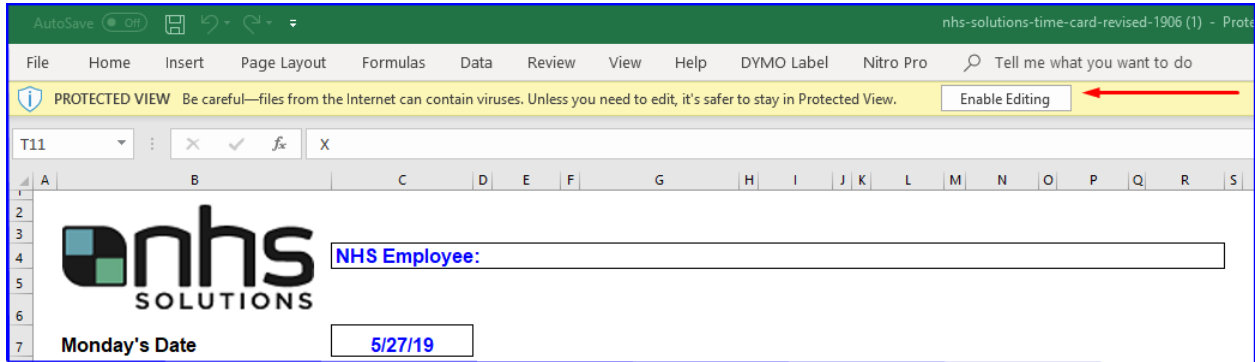 AutoSave Off nhs-solutions-time-card-revised-1906 (1) - Prote
File Home Insert Page Layout Formulas Data Review View Help DYMO Label Nitro Pro Tell me what you want to do
PROTECTED VIEW Be careful—files from the Internet can contain viruses. Unless you need to edit, it's safer to stay in Protected View. Enable Editing
T11 fx X
A B C D E F G H I J K L M N O P Q R S
2
3
4 NHS Employee:
nhs
5
SOLUTIONS
6
7 Monday's Date 5/27/19